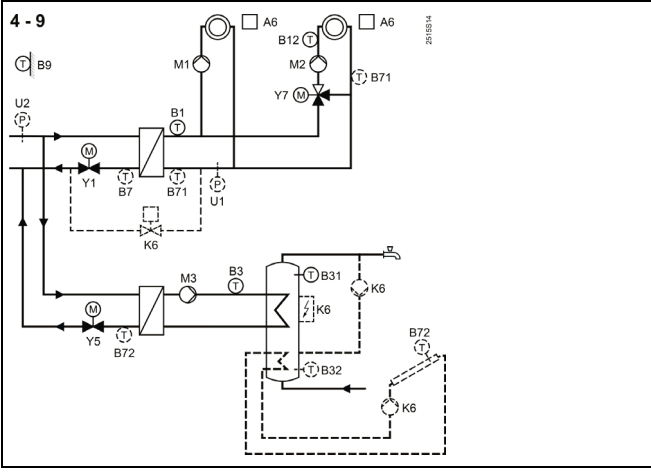 4 - 9
A6
A6
2515S14
B12 T
T B9
M1
M2
T B71
Y7 M
U2
P
B1
T
M
Y1
T
B7
T
B71
P
U1
K6
M3
B3
T
T B31
K6
K6
M
Y5
T
B72
B72
T
T B32
K6